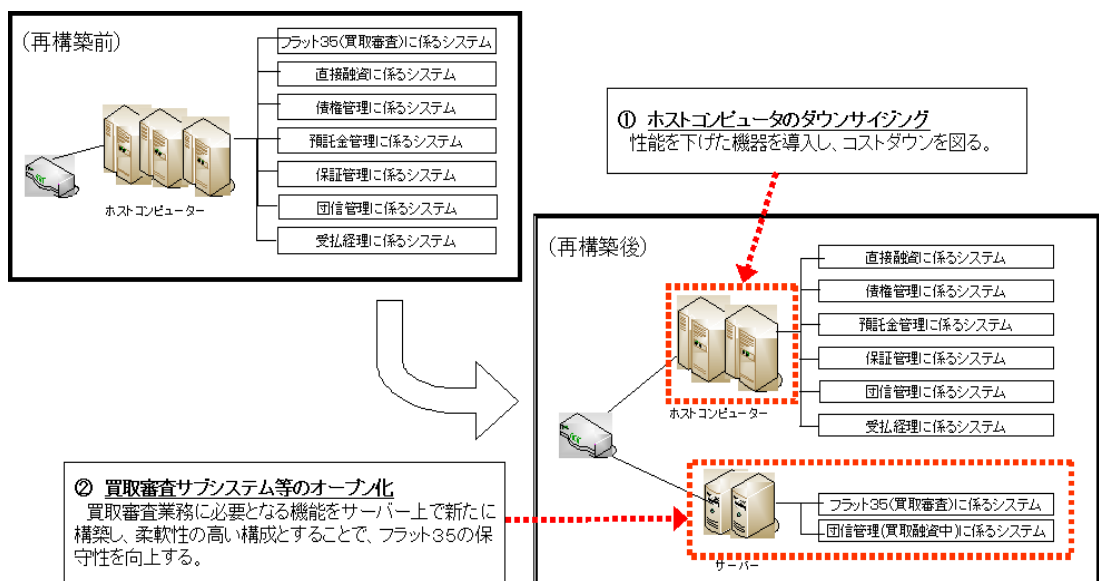 (再構築前)
フラット35(買取審査)に係るシステム
直接融資に係るシステム
債権管理に係るシステム
預託金管理に係るシステム
保証管理に係るシステム
団信管理に係るシステム
受払経理に係るシステム
ホストコンピューター
① ホストコンピュータのダウンサイジング
性能を下げた機器を導入し、コストダウンを図る。
(再構築後)
直接融資に係るシステム
債権管理に係るシステム
預託金管理に係るシステム
保証管理に係るシステム
団信管理に係るシステム
受払経理に係るシステム
ホストコンピューター
② 買取審査サブシステム等のオープン化
買取審査業務に必要となる機能をサーバー上で新たに
構築し、柔軟性の高い構成とすることで、フラット35の保
守性を向上する。
フラット35(買取審査)に係るシステム
団信管理(買取融資中)に係るシステム
サーバー